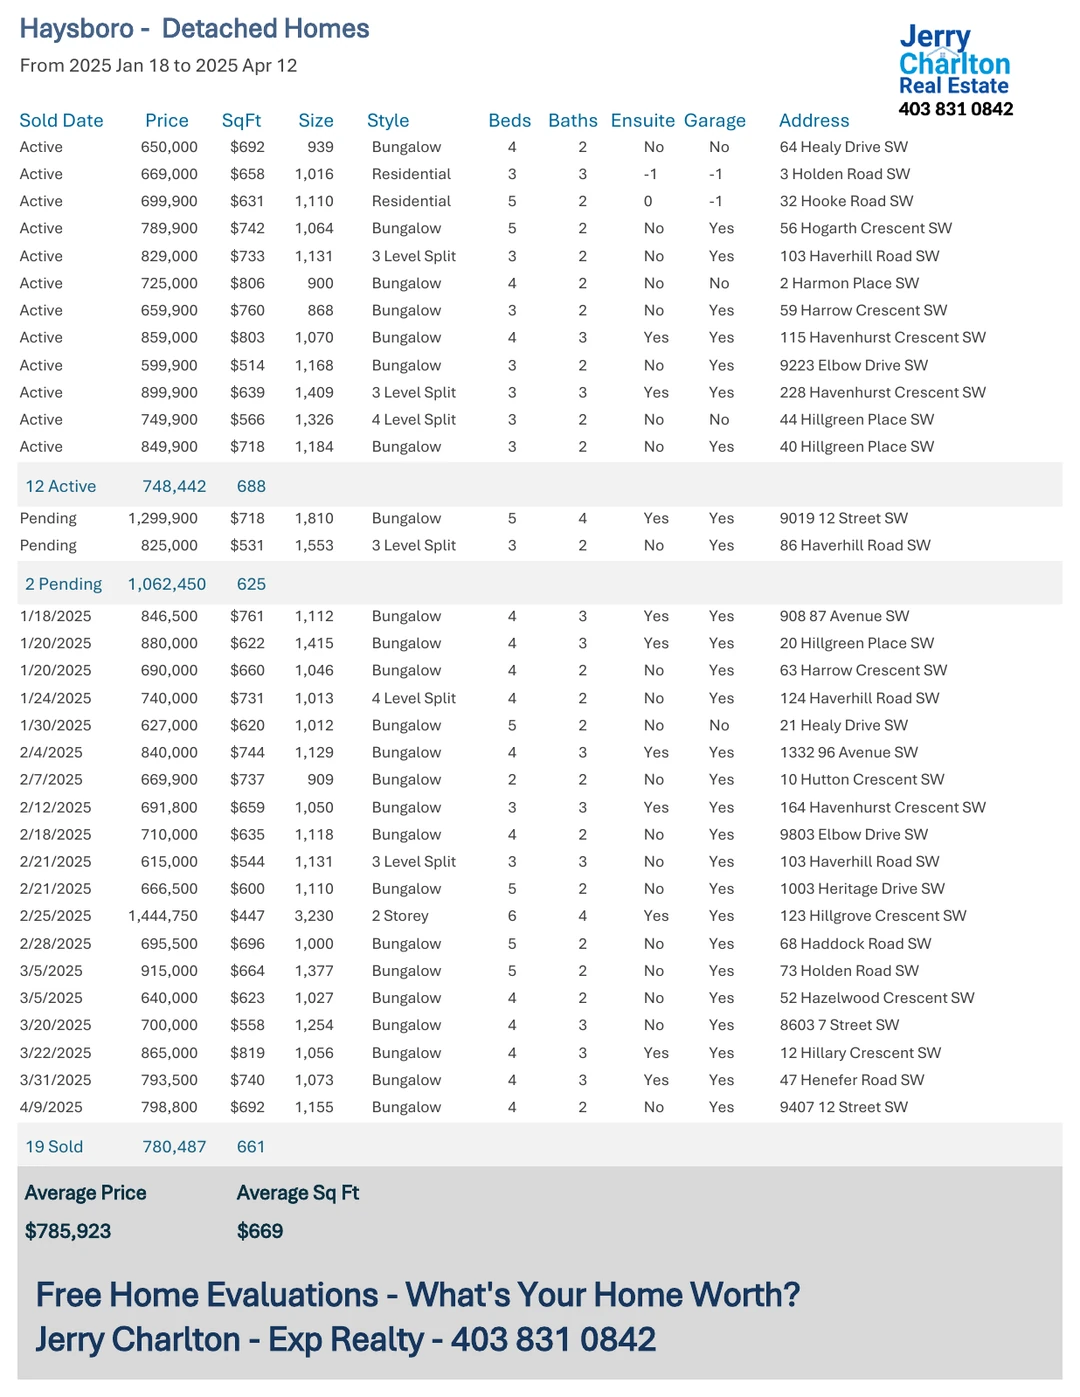 Haysboro - Detached Homes
From 2025 Jan 18 to 2025 Apr 12
Jerry
Charlton
Real Estate
403 831 0842
Sold Date Price SqFt Size Style Beds Baths Ensuite Garage Address
Active 650,000 $692 939 Bungalow 4 2 No No 64 Healy Drive SW
Active 669,000 $658 1,016 Residential 3 3 -1 -1 3 Holden Road SW
Active 699,900 $631 1,110 Residential 5 2 0 -1 32 Hooke Road SW
Active 789,900 $742 1,064 Bungalow 5 2 No Yes 56 Hogarth Crescent SW
Active 829,000 $733 1,131 3 Level Split 3 2 No Yes 103 Haverhill Road SW
Active 725,000 $806 900 Bungalow 4 2 No No 2 Harmon Place SW
Active 659,900 $760 868 Bungalow 3 2 No Yes 59 Harrow Crescent SW
Active 859,000 $803 1,070 Bungalow 4 3 Yes Yes 115 Havenhurst Crescent SW
Active 599,900 $514 1,168 Bungalow 3 2 No Yes 9223 Elbow Drive SW
Active 899,900 $639 1,409 3 Level Split 3 3 Yes Yes 228 Havenhurst Crescent SW
Active 749,900 $566 1,326 4 Level Split 3 2 No No 44 Hillgreen Place SW
Active 849,900 $718 1,184 Bungalow 3 2 No Yes 40 Hillgreen Place SW
12 Active 748,442 688
Pending 1,299,900 $718 1,810 Bungalow 5 4 Yes Yes 9019 12 Street SW
Pending 825,000 $531 1,553 3 Level Split 3 2 No Yes 86 Haverhill Road SW
2 Pending 1,062,450 625
1/18/2025 846,500 $761 1,112 Bungalow 4 3 Yes Yes 908 87 Avenue SW
1/20/2025 880,000 $622 1,415 Bungalow 4 3 Yes Yes 20 Hillgreen Place SW
1/20/2025 690,000 $660 1,046 Bungalow 4 2 No Yes 63 Harrow Crescent SW
1/24/2025 740,000 $731 1,013 4 Level Split 4 2 No Yes 124 Haverhill Road SW
1/30/2025 627,000 $620 1,012 Bungalow 5 2 No No 21 Healy Drive SW
2/4/2025 840,000 $744 1,129 Bungalow 4 3 Yes Yes 1332 96 Avenue SW
2/7/2025 669,900 $737 909 Bungalow 2 2 No Yes 10 Hutton Crescent SW
2/12/2025 691,800 $659 1,050 Bungalow 3 3 Yes Yes 164 Havenhurst Crescent SW
2/18/2025 710,000 $635 1,118 Bungalow 4 2 No Yes 9803 Elbow Drive SW
2/21/2025 615,000 $544 1,131 3 Level Split 3 3 No Yes 103 Haverhill Road SW
2/21/2025 666,500 $600 1,110 Bungalow 5 2 No Yes 1003 Heritage Drive SW
2/25/2025 1,444,750 $447 3,230 2 Storey 6 4 Yes Yes 123 Hillgrove Crescent SW
2/28/2025 695,500 $696 1,000 Bungalow 5 2 No Yes 68 Haddock Road SW
3/5/2025 915,000 $664 1,377 Bungalow 5 2 No Yes 73 Holden Road SW
3/5/2025 640,000 $623 1,027 Bungalow 4 2 No Yes 52 Hazelwood Crescent SW
3/20/2025 700,000 $558 1,254 Bungalow 4 3 No Yes 8603 7 Street SW
3/22/2025 865,000 $819 1,056 Bungalow 4 3 Yes Yes 12 Hillary Crescent SW
3/31/2025 793,500 $740 1,073 Bungalow 4 3 Yes Yes 47 Henefer Road SW
4/9/2025 798,800 $692 1,155 Bungalow 4 2 No Yes 9407 12 Street SW
19 Sold 780,487 661
Average Price Average Sq Ft
$785,923 $669
Free Home Evaluations - What's Your Home Worth?
Jerry Charlton - Exp Realty - 403 831 0842